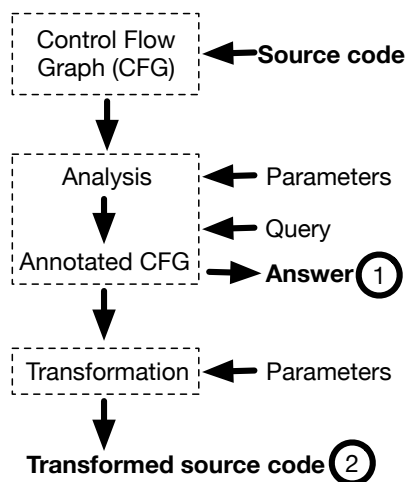 Control Flow
Graph (CFG)
Source code
Analysis
Parameters
Query
Annotated CFG
Answer 1
Transformation
Parameters
Transformed source code 2